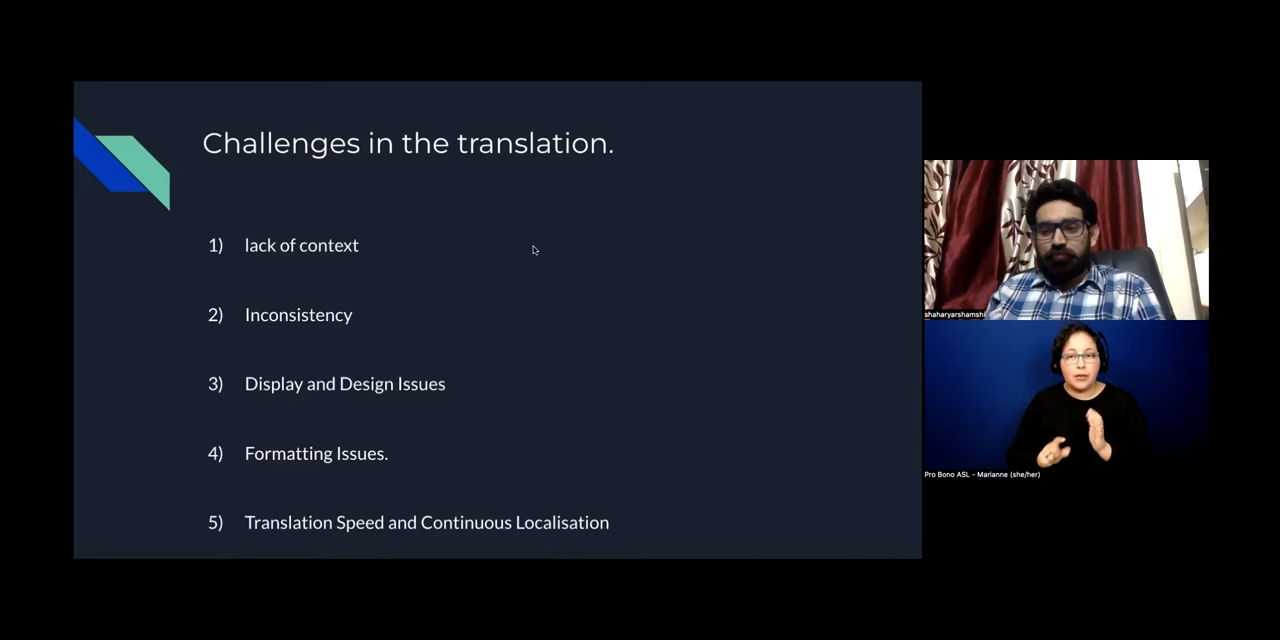 Challenges in the translation.
1) lack of context
2) Inconsistency
3) Display and Design Issues
4) Formatting Issues.
5) Translation Speed and Continuous Localisation
shaharyarshamshi
Pro Bono ASL - Marianne (she/her)